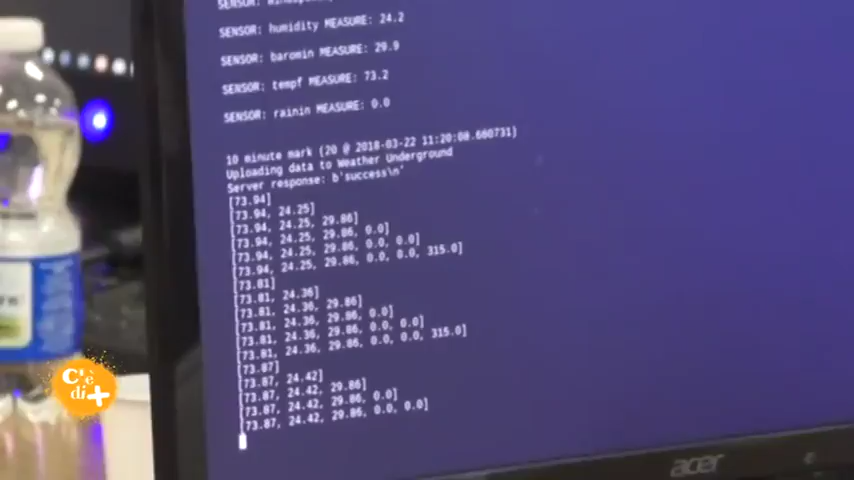 SENSOR:
SENSOR: humidity MEASURE: 24.2
SENSOR: baromin MEASURE: 29.9
SENSOR: tempf MEASURE: 73.2
SENSOR: rainin MEASURE: 0.0
10 minute mark (20 @ 2018-03-22 11:20:08.660731)
Uploading data to Weather Underground
Server response: b'success\n'
[73.94]
[73.94, 24.25]
[73.94, 24.25, 29.86]
[73.94, 24.25, 29.86, 0.0]
[73.94, 24.25, 29.86, 0.0, 0.0]
[73.94, 24.25, 29.86, 0.0, 0.0, 315.0]
[73.81]
[73.81, 24.36]
[73.81, 24.36, 29.86]
[73.81, 24.36, 29.86, 0.0]
[73.81, 24.36, 29.86, 0.0, 0.0]
[73.81, 24.36, 29.86, 0.0, 0.0, 315.0]
[73.87]
[73.87, 24.42]
[73.87, 24.42, 29.86]
[73.87, 24.42, 29.86, 0.0]
[73.87, 24.42, 29.86, 0.0, 0.0]
C'è
di+
acer